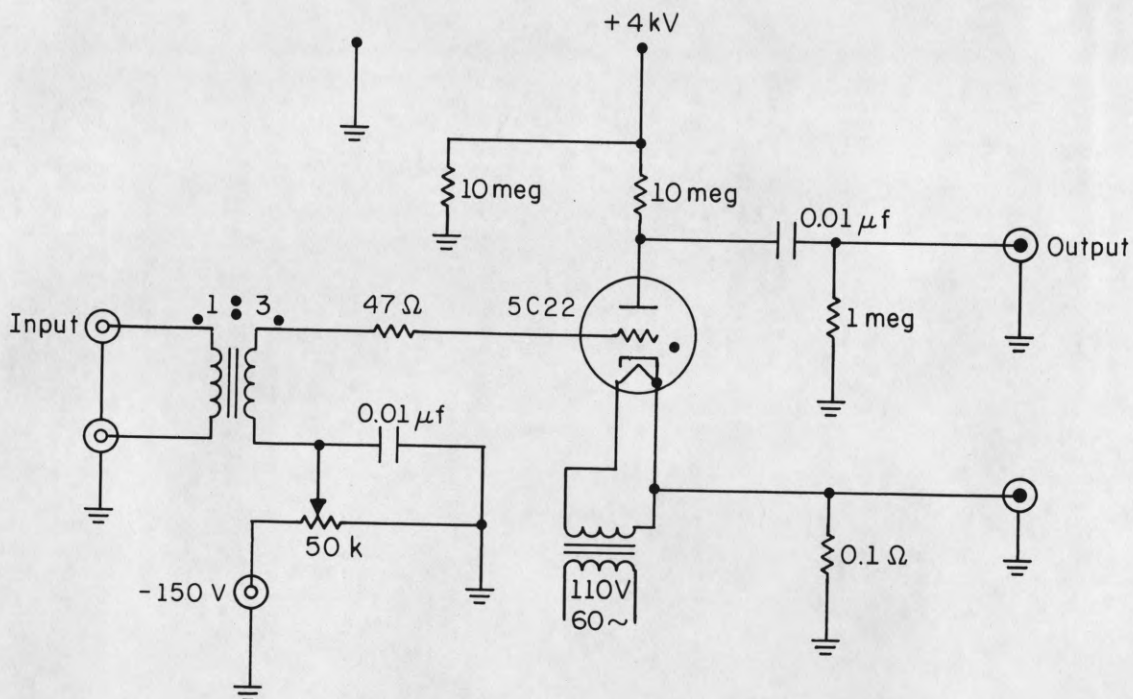 +4kV
10 meg
10 meg
0.01 μf
Output
1 : 3
47Ω
5C22
Input
1 meg
0.01 μf
50 k
-150 V
110V
60~
0.1 Ω